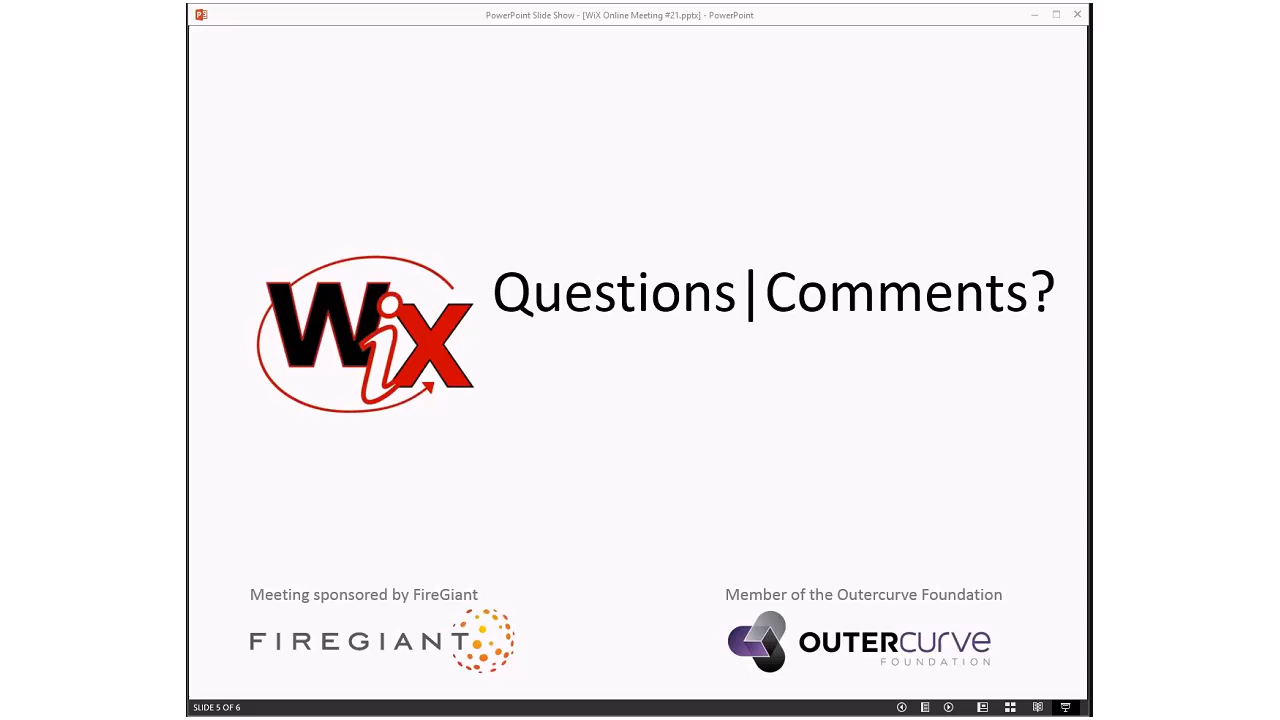 PowerPoint Slide Show - [WiX Online Meeting #21.pptx] - PowerPoint
WiX
Questions|Comments?
Meeting sponsored by FireGiant
FIREGIANT
Member of the Outercurve Foundation
OUTERCURVE
FOUNDATION
SLIDE 5 OF 6